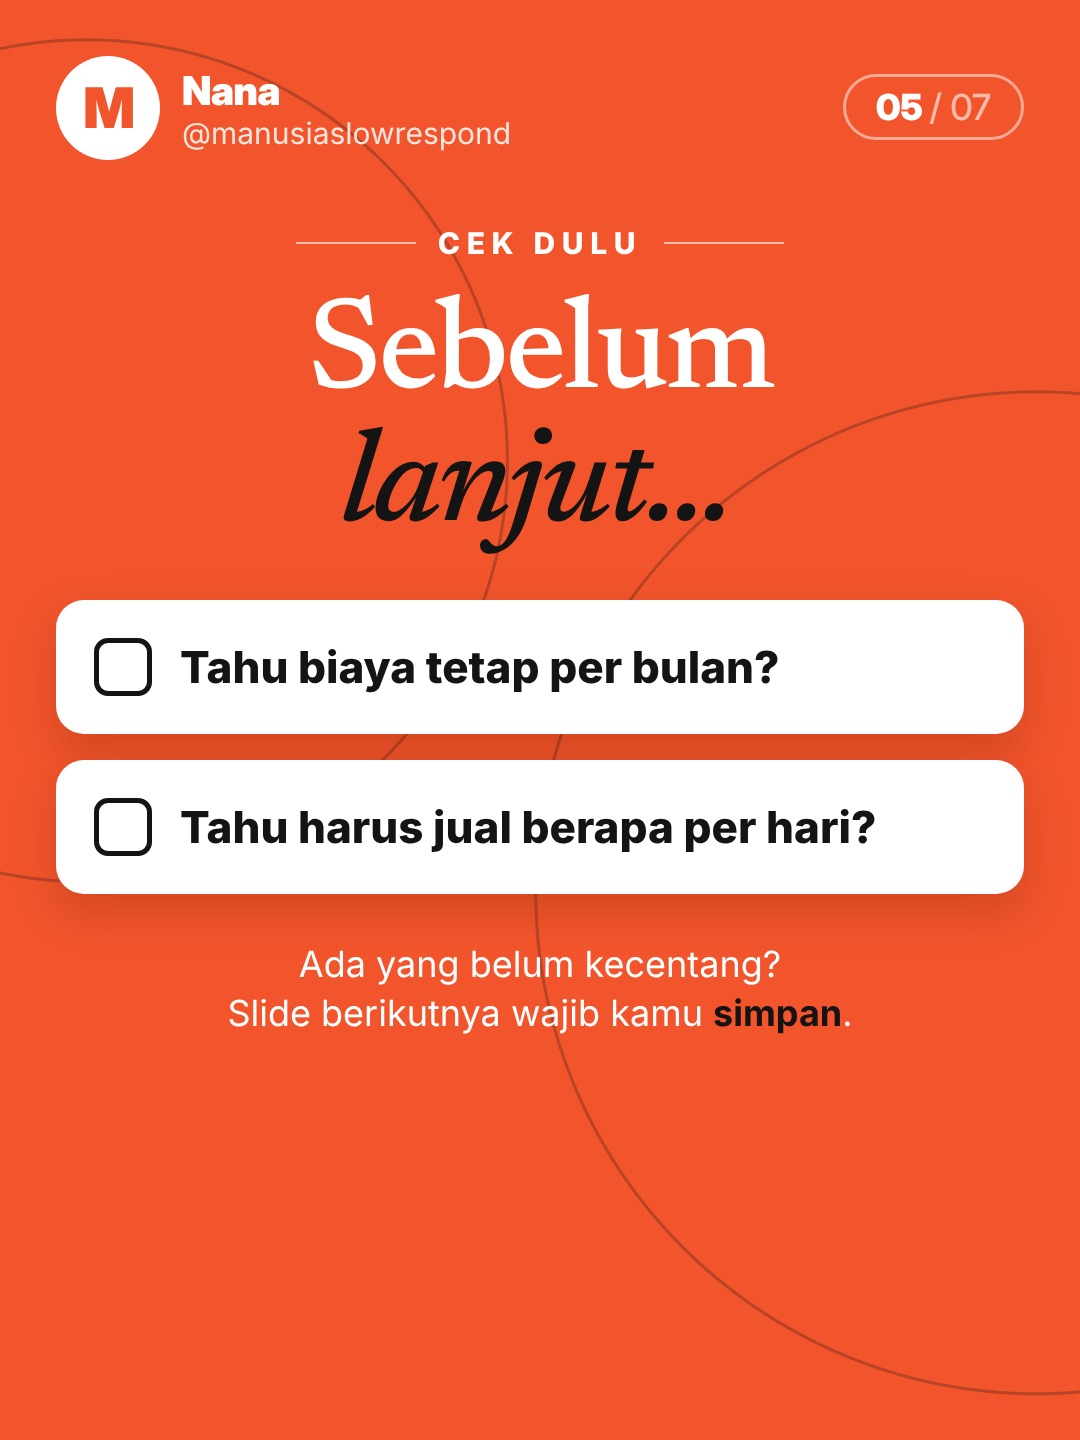 M
Nana
@manusiaslowrespond
05 / 07
CEK DULU
Sebelum
lanjut...
Tahu biaya tetap per bulan?
Tahu harus jual berapa per hari?
Ada yang belum kecentang?
Slide berikutnya wajib kamu simpan.